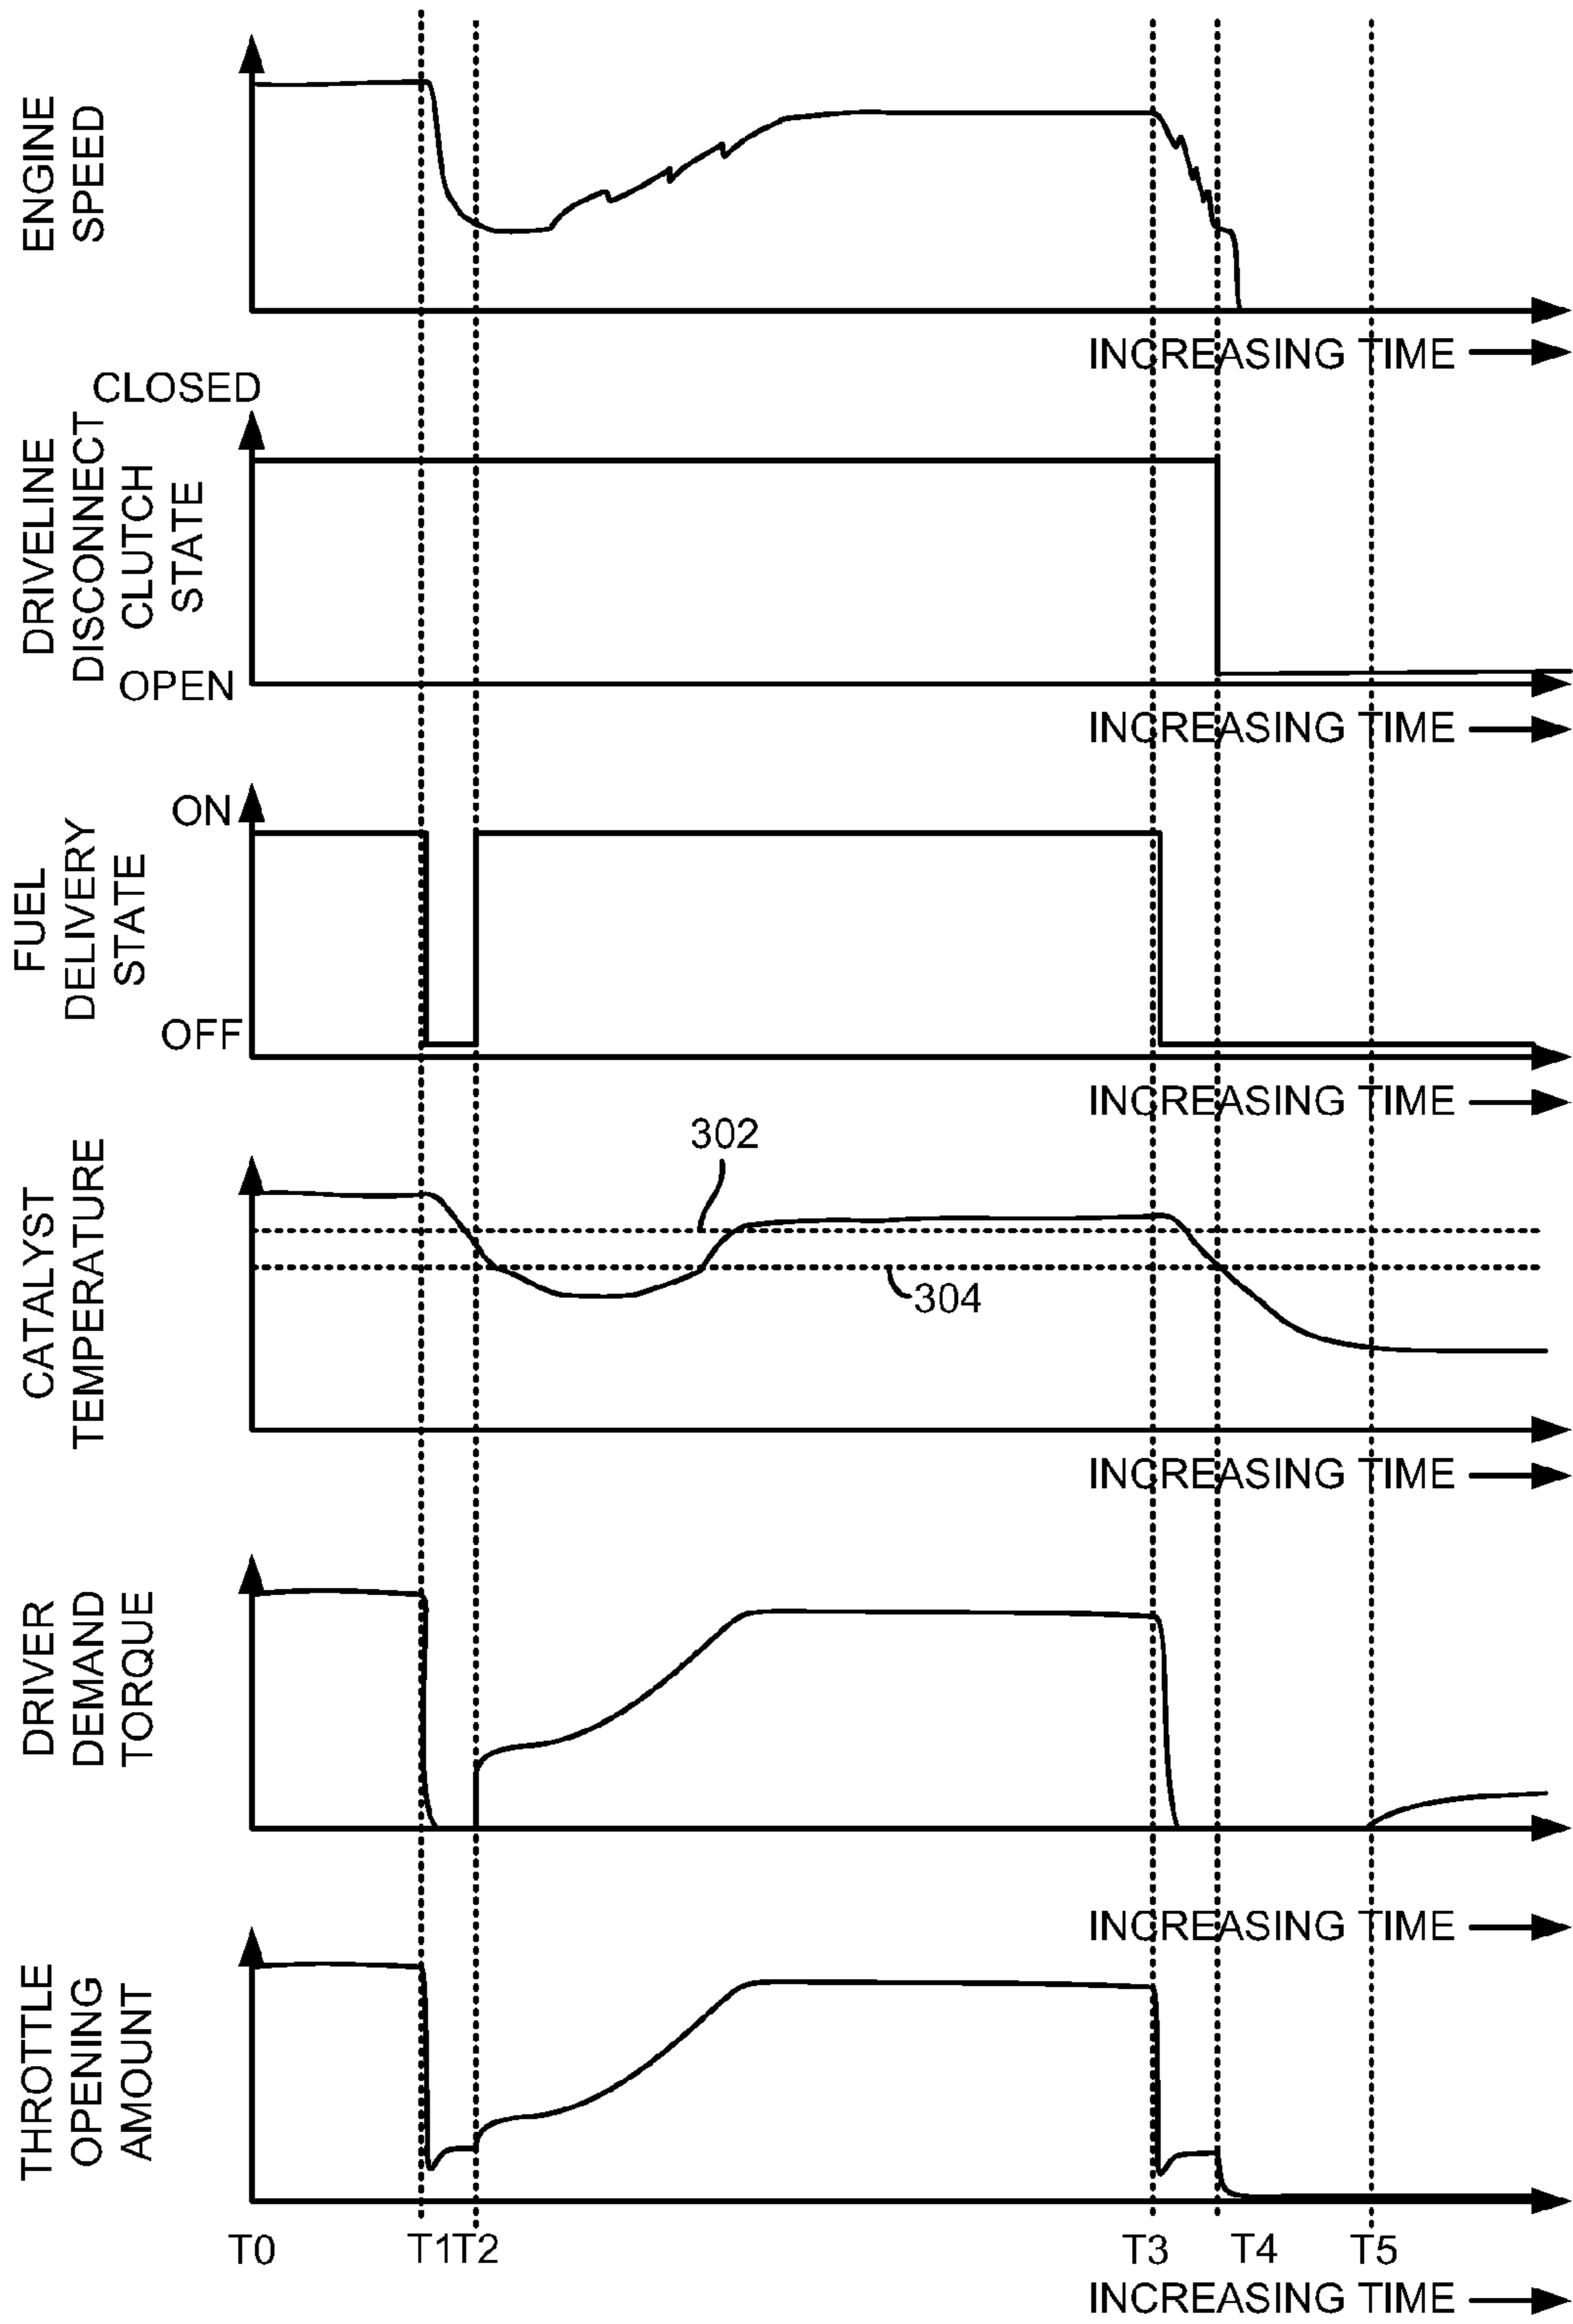 ENGINE
SPEED
INCREASING TIME
CLOSED
DRIVELINE
DISCONNECT
CLUTCH
STATE
OPEN
INCREASING TIME
ON
FUEL
DELIVERY
STATE
OFF
INCREASING TIME
302
CATALYST
TEMPERATURE
304
INCREASING TIME
DRIVER
DEMAND
TORQUE
INCREASING TIME
THROTTLE
OPENING
AMOUNT
T0 T1 T2 T3 T4 T5
INCREASING TIME